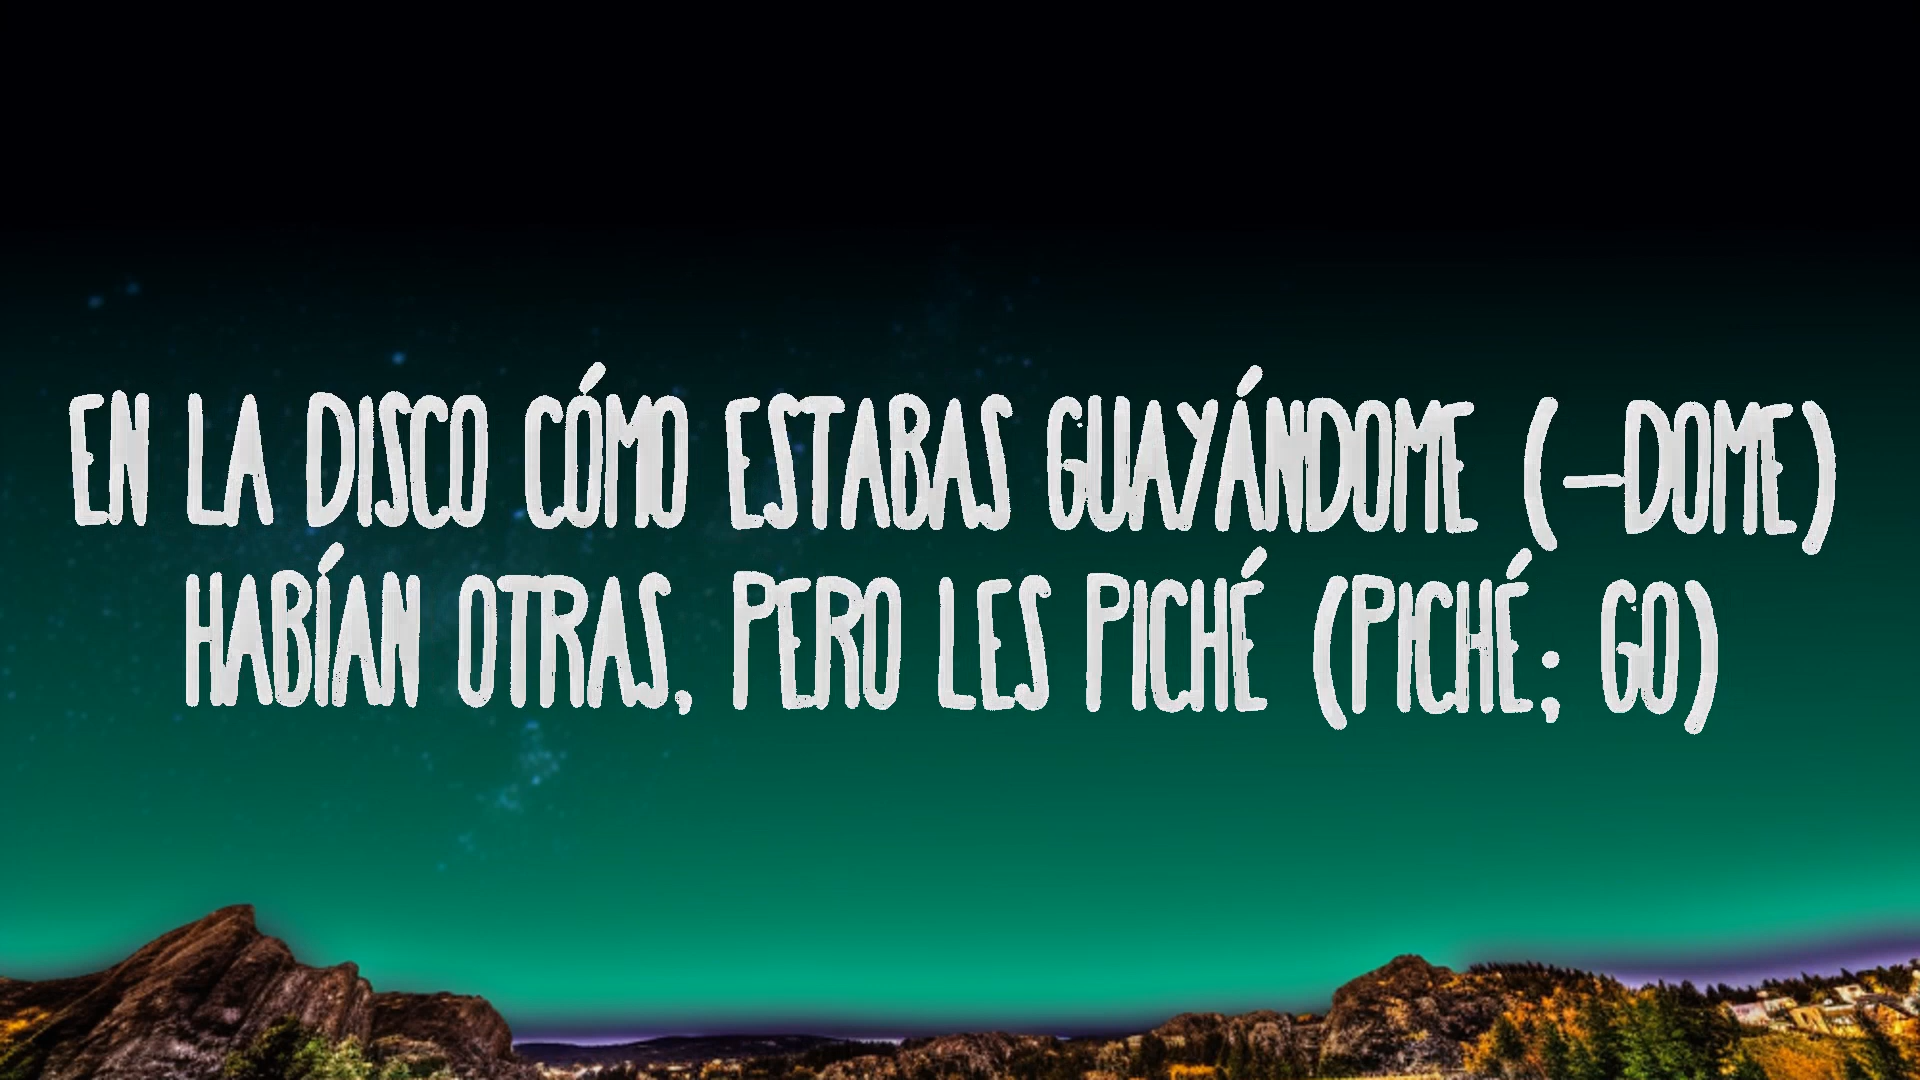 EN LA DISCO CÓMO ESTABAS GUAYÁNDOME (-DOME)
HABÍAN OTRAS, PERO LES PICHÉ (PICHÉ; GO)